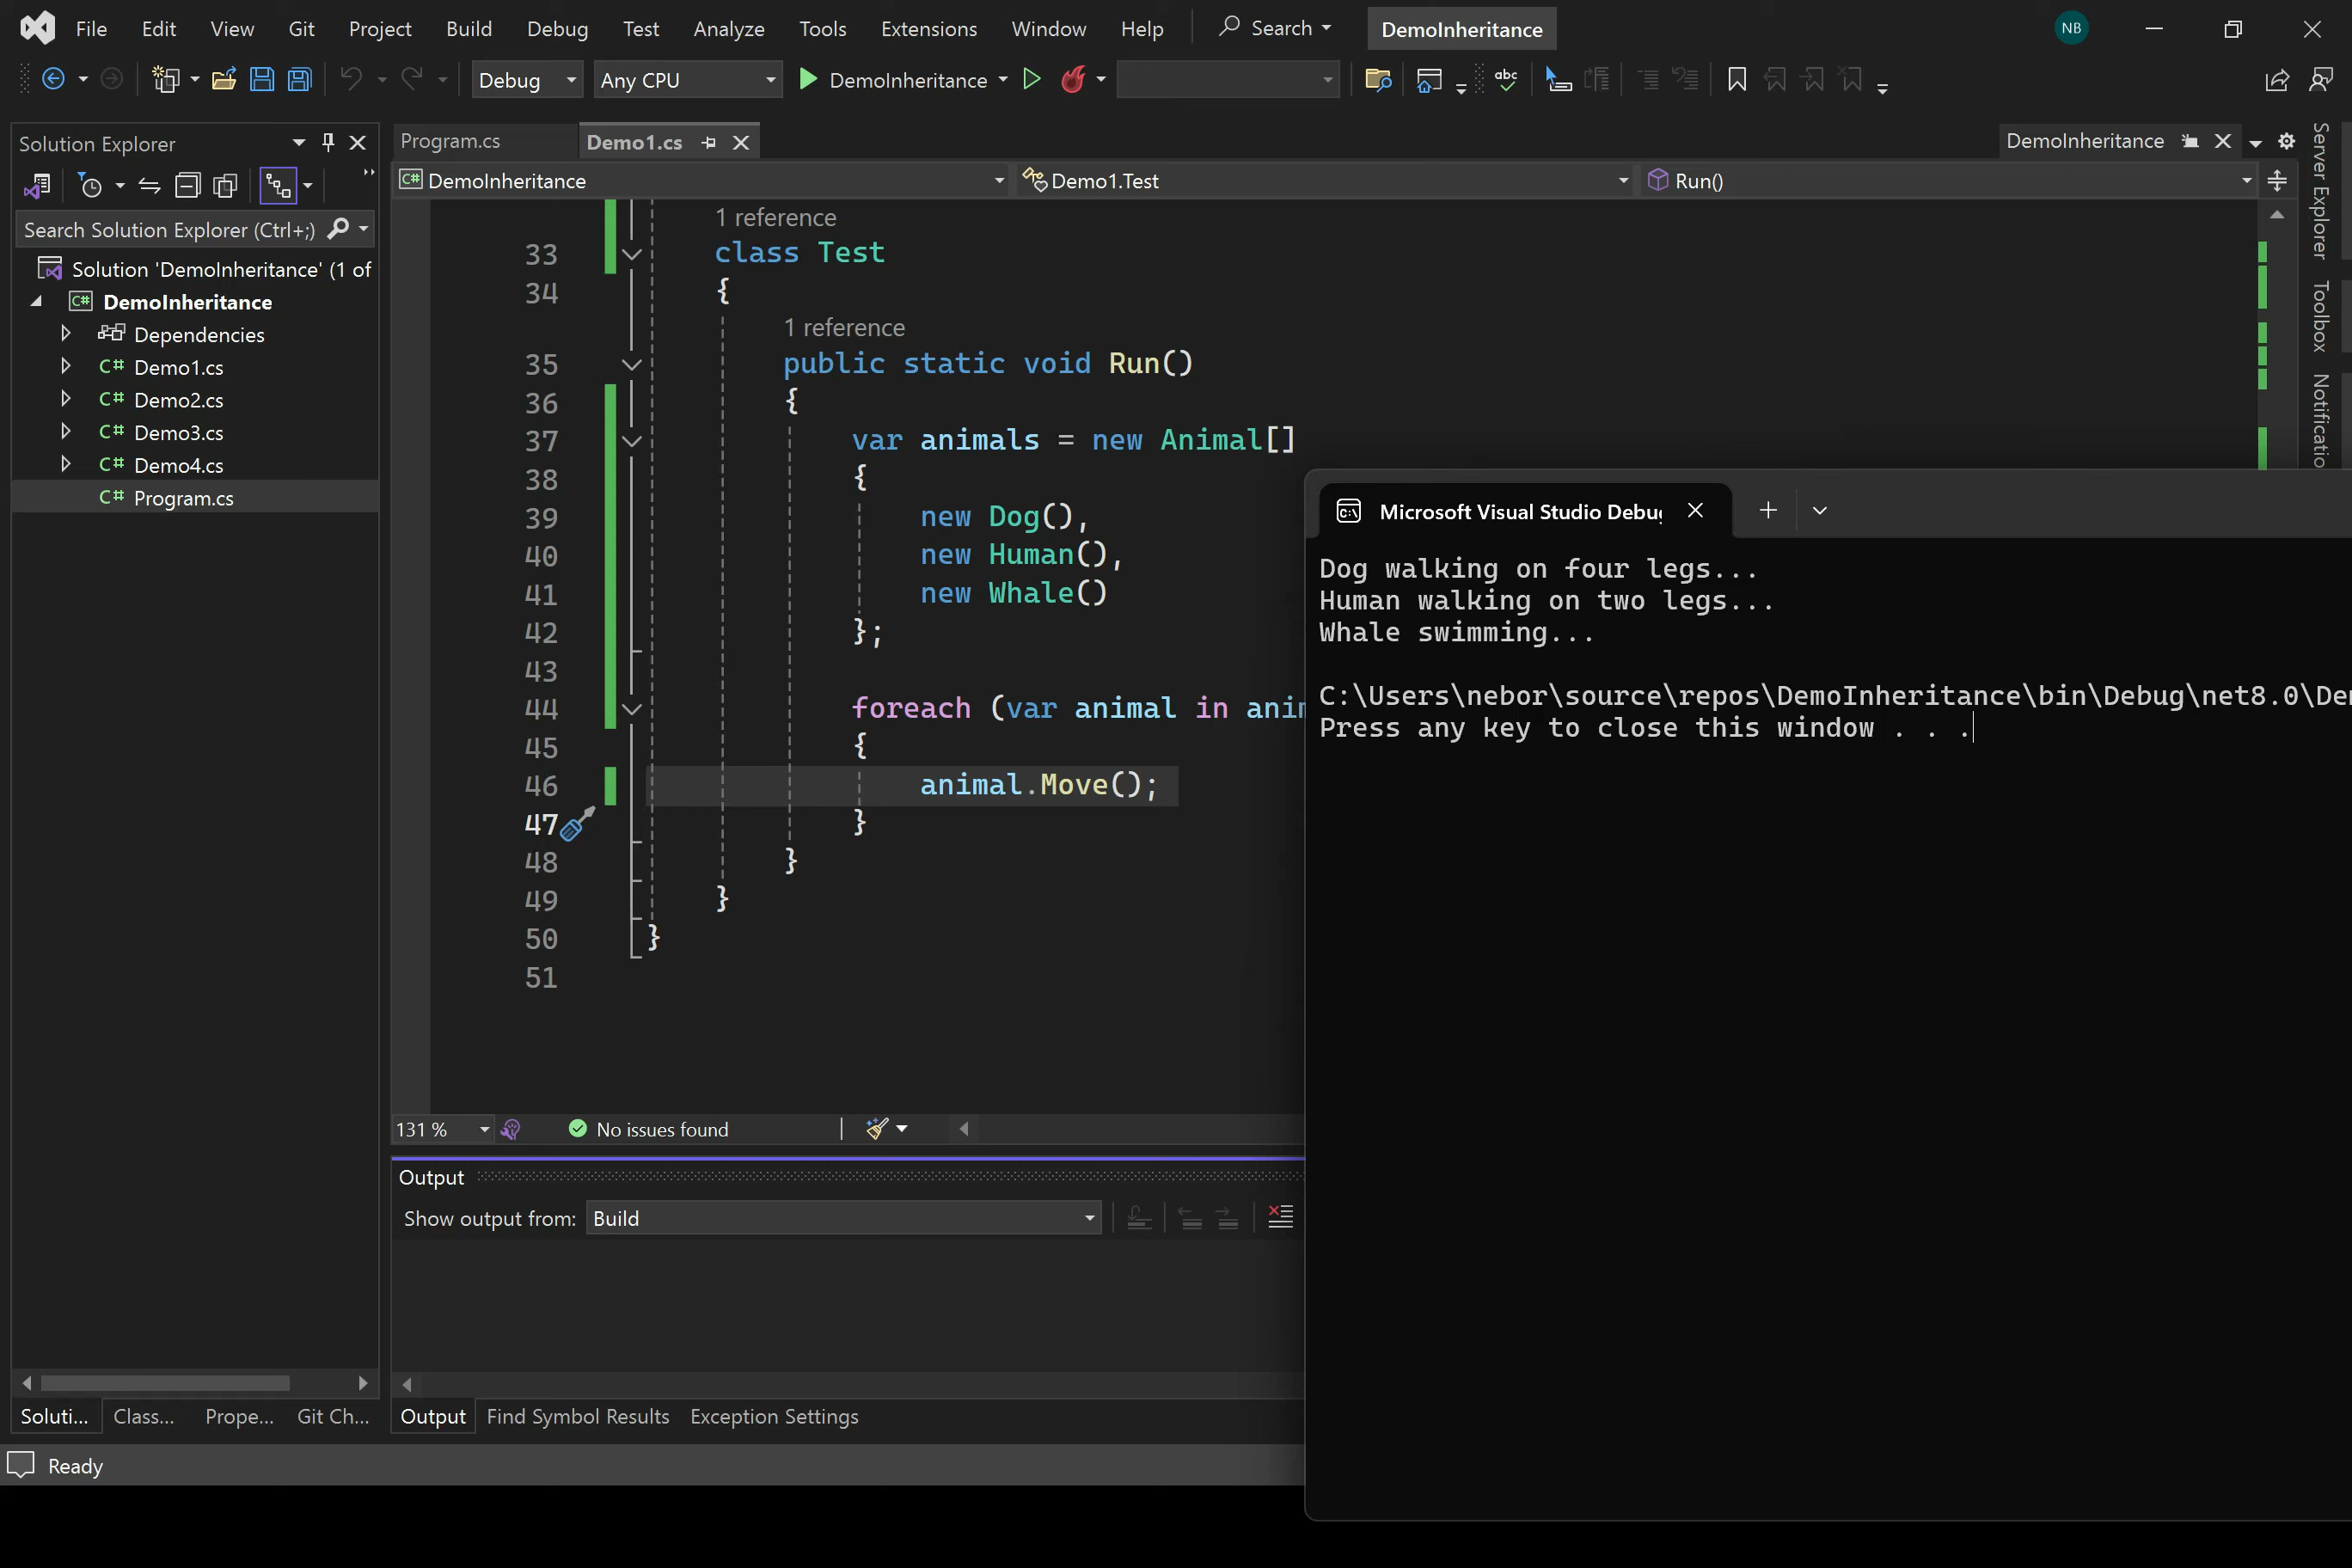 File Edit View Git Project Build Debug Test Analyze Tools Extensions Window Help Search DemoInheritance NB
Debug Any CPU DemoInheritance abc
Solution Explorer
Search Solution Explorer (Ctrl+;)
Solution 'DemoInheritance' (1 of
C# DemoInheritance
Dependencies
C# Demo1.cs
C# Demo2.cs
C# Demo3.cs
C# Demo4.cs
C# Program.cs
Soluti... Class... Prope... Git Ch...
Program.cs Demo1.cs DemoInheritance
C# DemoInheritance Demo1.Test Run()
1 reference
33 class Test
34 {
1 reference
35 public static void Run()
36 {
37 var animals = new Animal[]
38 {
39 new Dog(),
40 new Human(),
41 new Whale()
42 };
43
44 foreach (var animal in anim
45 {
46 animal.Move();
47 }
48 }
49 }
50 }
51
131 % No issues found
Output
Show output from: Build
Output Find Symbol Results Exception Settings
Ready
Server Explorer
Toolbox
Notificatio
C:\ Microsoft Visual Studio Debu
Dog walking on four legs...
Human walking on two legs...
Whale swimming...
C:\Users\nebor\source\repos\DemoInheritance\bin\Debug\net8.0\De
Press any key to close this window . . .